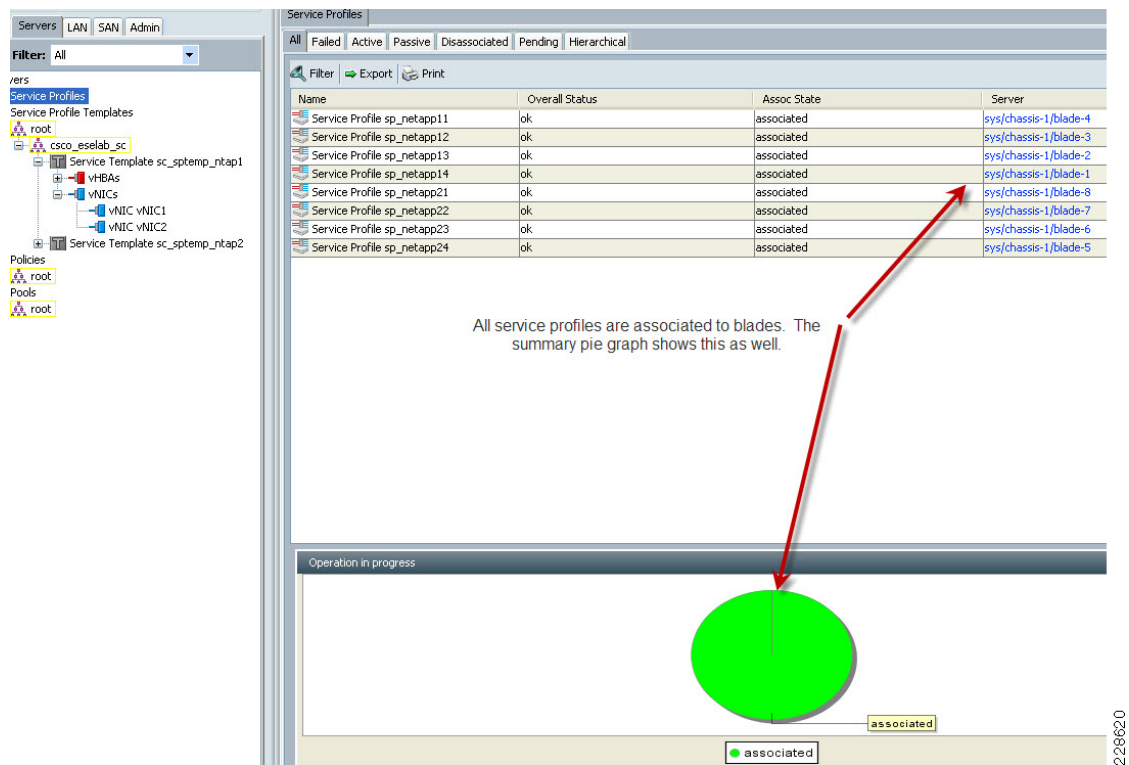 Servers LAN SAN Admin
Filter: All
vers
Service Profiles
Service Profile Templates
root
csco_eselab_sc
Service Template sc_sptemp_ntap1
vHBAs
vNICs
vNIC vNIC1
vNIC vNIC2
Service Template sc_sptemp_ntap2
Policies
root
Pools
root
Service Profiles
All Failed Active Passive Disassociated Pending Hierarchical
Filter Export Print
Name Overall Status Assoc State Server
Service Profile sp_netapp11 ok associated sys/chassis-1/blade-4
Service Profile sp_netapp12 ok associated sys/chassis-1/blade-3
Service Profile sp_netapp13 ok associated sys/chassis-1/blade-2
Service Profile sp_netapp14 ok associated sys/chassis-1/blade-1
Service Profile sp_netapp21 ok associated sys/chassis-1/blade-8
Service Profile sp_netapp22 ok associated sys/chassis-1/blade-7
Service Profile sp_netapp23 ok associated sys/chassis-1/blade-6
Service Profile sp_netapp24 ok associated sys/chassis-1/blade-5
All service profiles are associated to blades. The
summary pie graph shows this as well.
Operation in progress
associated
associated
228620